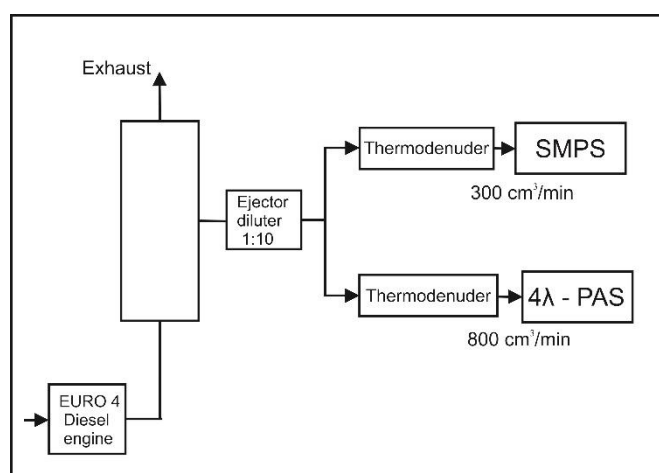 Exhaust
Ejector
diluter
1:10
Thermodenuder
SMPS
300 cm³/min
Thermodenuder
4λ - PAS
800 cm³/min
EURO 4
Diesel
engine